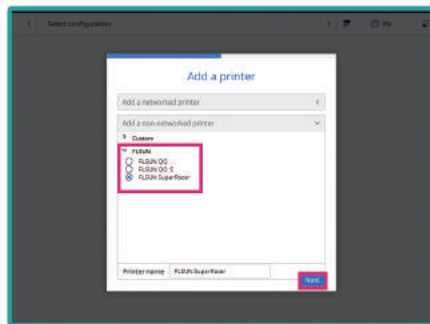 Select configuration
Add a printer
Add a networked printer
Add a non-networked printer
Custom
FLSUN
FLSUN QQ
FLSUN QQ-S
FLSUN SuperRacer
Printer name FLSUN SuperRacer
Next